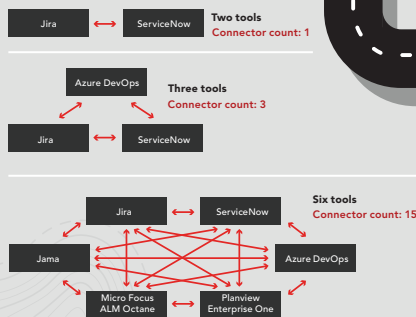 Jira
ServiceNow
Two tools
Connector count: 1
Azure DevOps
Three tools
Connector count: 3
Jira
ServiceNow
Six tools
Connector count: 15
Jira
ServiceNow
Jama
Azure DevOps
Micro Focus
ALM Octane
Planview
Enterprise One